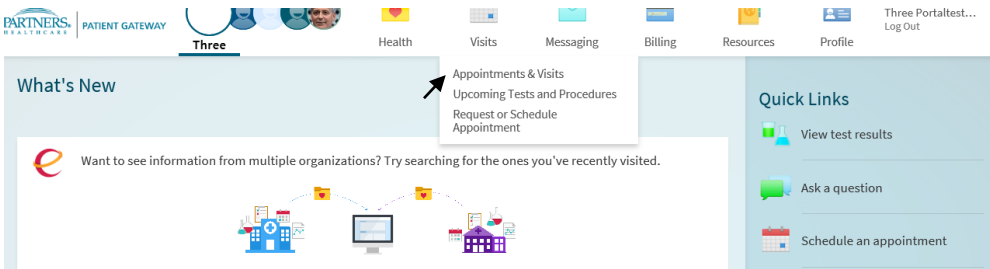 PARTNERS.
HEALTHCARE
PATIENT GATEWAY
Three
Health
Visits
Messaging
Billing
Resources
Profile
Three Portaltest...
Log Out
Appointments & Visits
Upcoming Tests and Procedures
Request or Schedule
Appointment
What's New
Want to see information from multiple organizations? Try searching for the ones you've recently visited.
Quick Links
View test results
Ask a question
Schedule an appointment